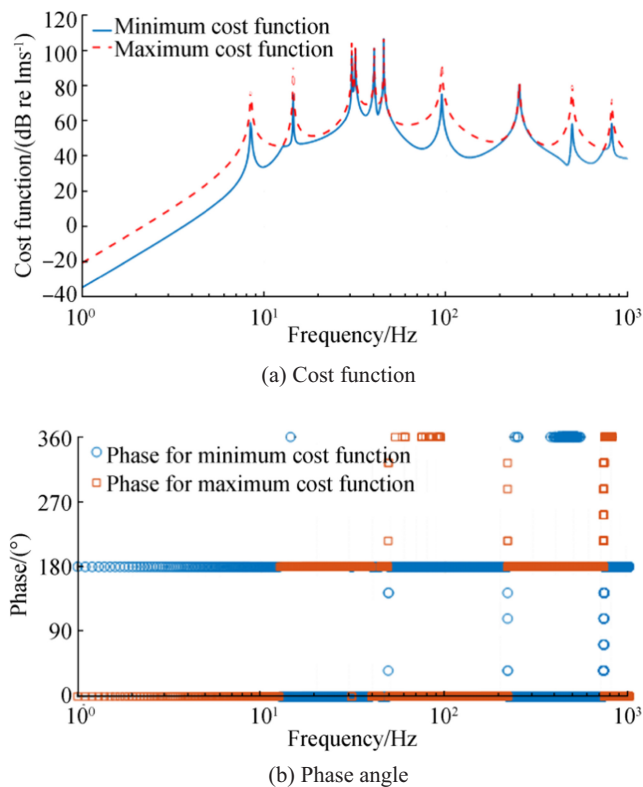 120
100
80
60
40
20
0
−20
−40
Cost function/(dB re lms⁻¹)
Minimum cost function
Maximum cost function
10⁰ 10¹ 10² 10³
Frequency/Hz
(a) Cost function
360
270
180
90
0
Phase/(°)
Phase for minimum cost function
Phase for maximum cost function
10⁰ 10¹ 10² 10³
Frequency/Hz
(b) Phase angle